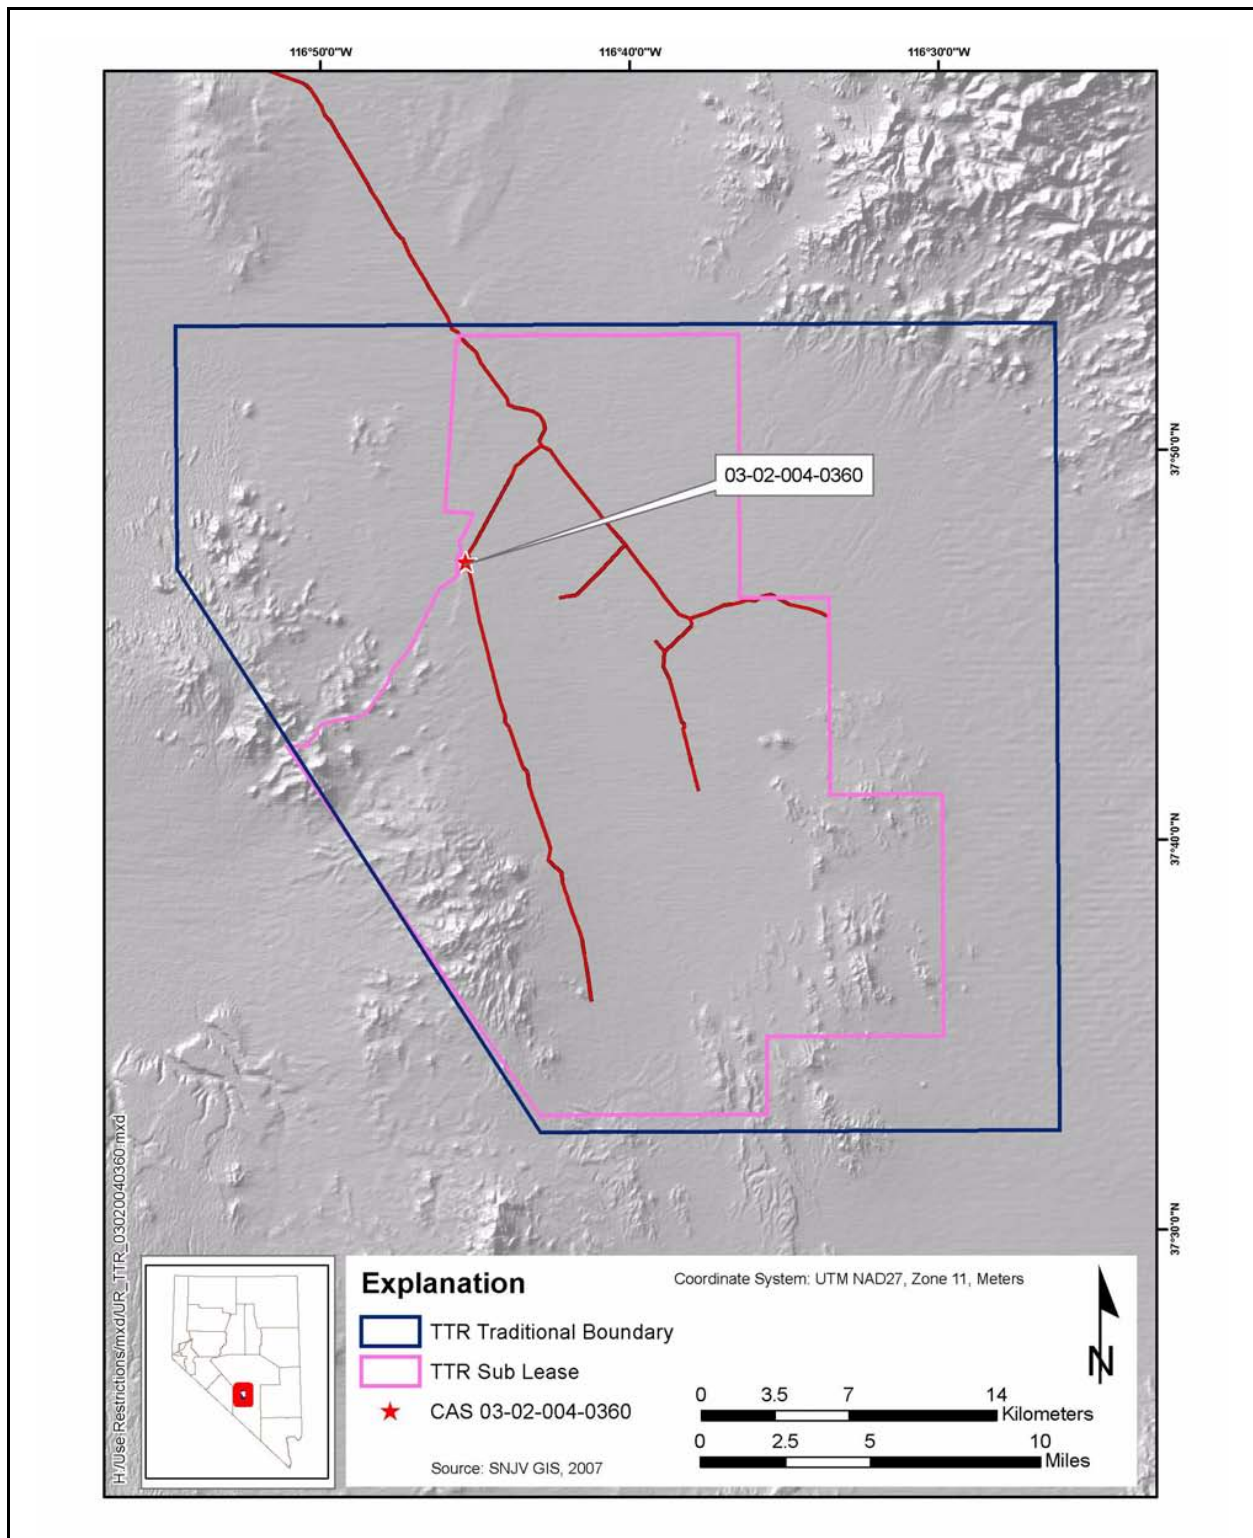 116°50'0"W
116°40'0"W
116°30'0"W
37°50'0"N
03-02-004-0360
37°40'0"N
37°30'0"N
H:/Use Restrictions/mxd/UR_TTR_03020040360.mxd
Explanation
Coordinate System: UTM NAD27, Zone 11, Meters
TTR Traditional Boundary
TTR Sub Lease
CAS 03-02-004-0360
Source: SNJV GIS, 2007
N
0 3.5 7 14
Kilometers
0 2.5 5 10
Miles